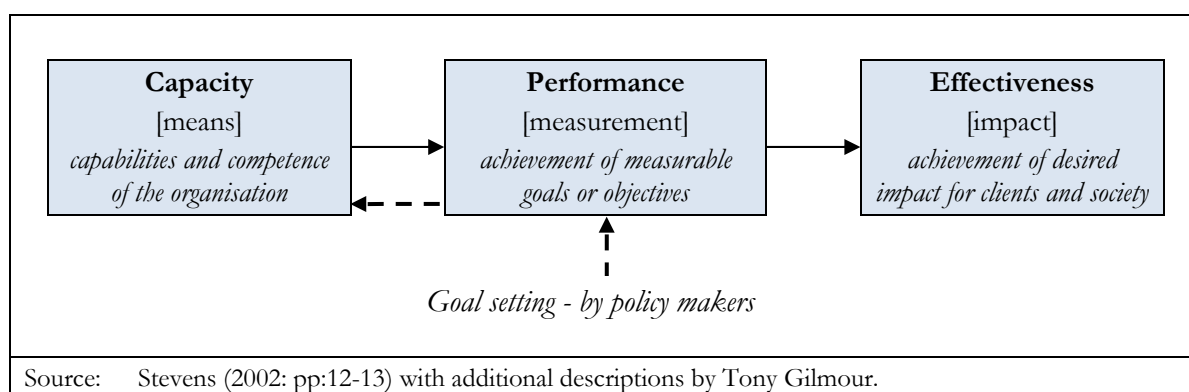 Capacity
[means]
capabilities and competence
of the organisation
Performance
[measurement]
achievement of measurable
goals or objectives
Effectiveness
[impact]
achievement of desired
impact for clients and society
Goal setting - by policy makers
Source: Stevens (2002: pp:12-13) with additional descriptions by Tony Gilmour.